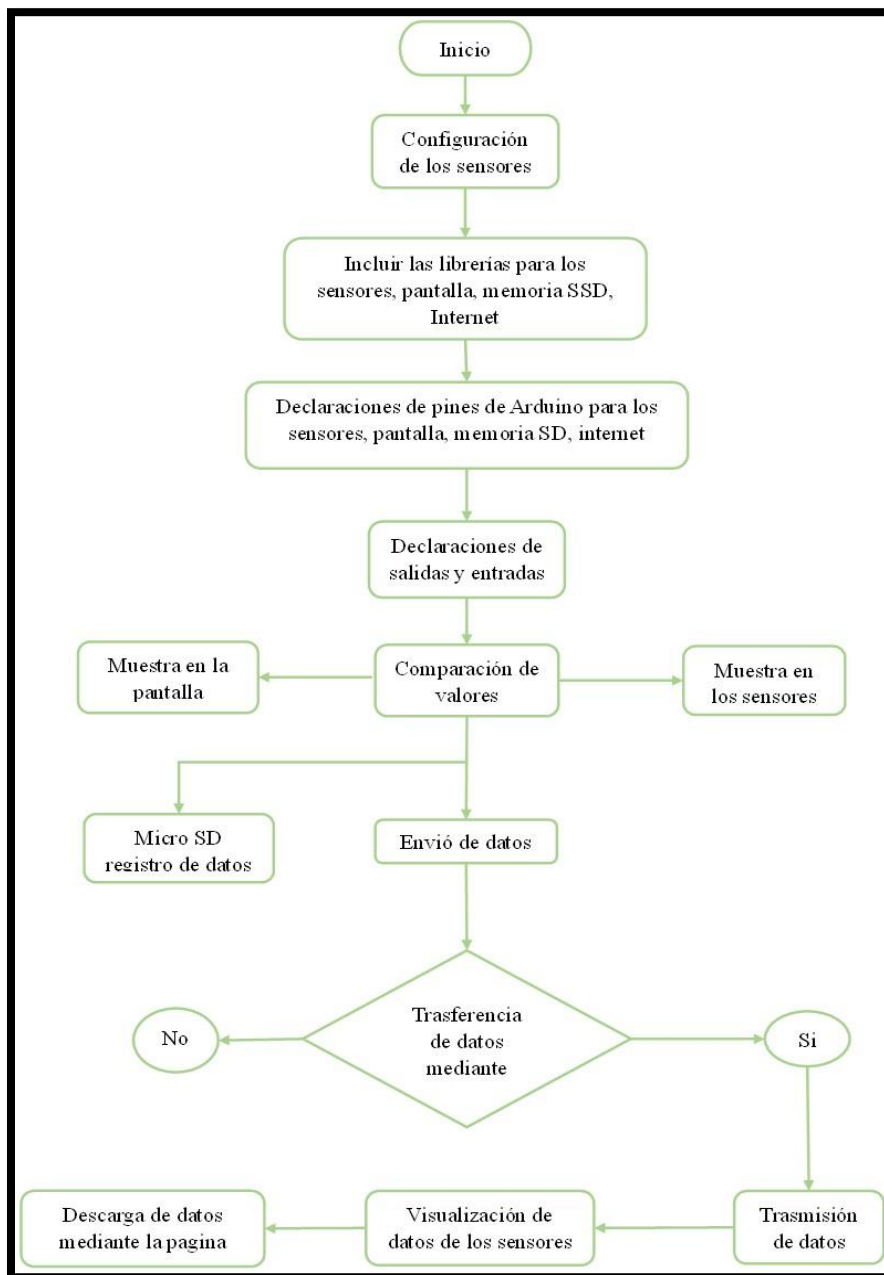 Inicio
Configuración
de los sensores
Incluir las librerías para los
sensores, pantalla, memoria SSD,
Internet
Declaraciones de pines de Arduino para los
sensores, pantalla, memoria SD, internet
Declaraciones de
salidas y entradas
Muestra en la
pantalla
Comparación de
valores
Muestra en
los sensores
Micro SD
registro de datos
Envió de datos
Trasferencia
de datos
mediante
No
Si
Descarga de datos
mediante la pagina
Visualización de
datos de los sensores
Trasmisión
de datos